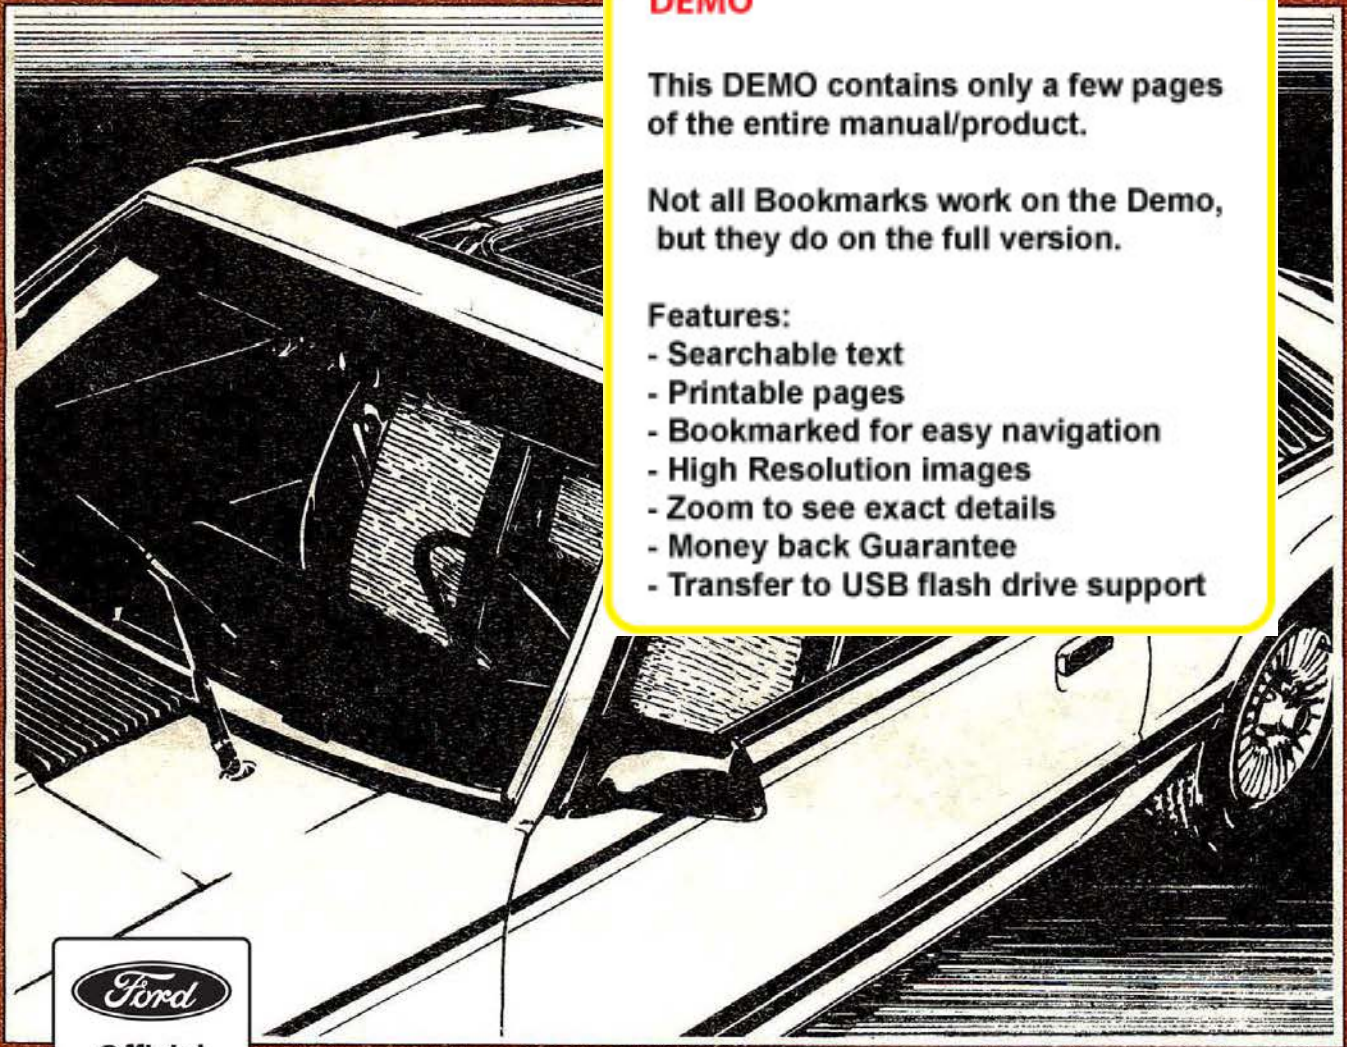 DEMO
This DEMO contains only a few pages
of the entire manual/product.
Not all Bookmarks work on the Demo,
but they do on the full version.
Features:
- Searchable text
- Printable pages
- Bookmarked for easy navigation
- High Resolution images
- Zoom to see exact details
- Money back Guarantee
- Transfer to USB flash drive support
Ford
Official